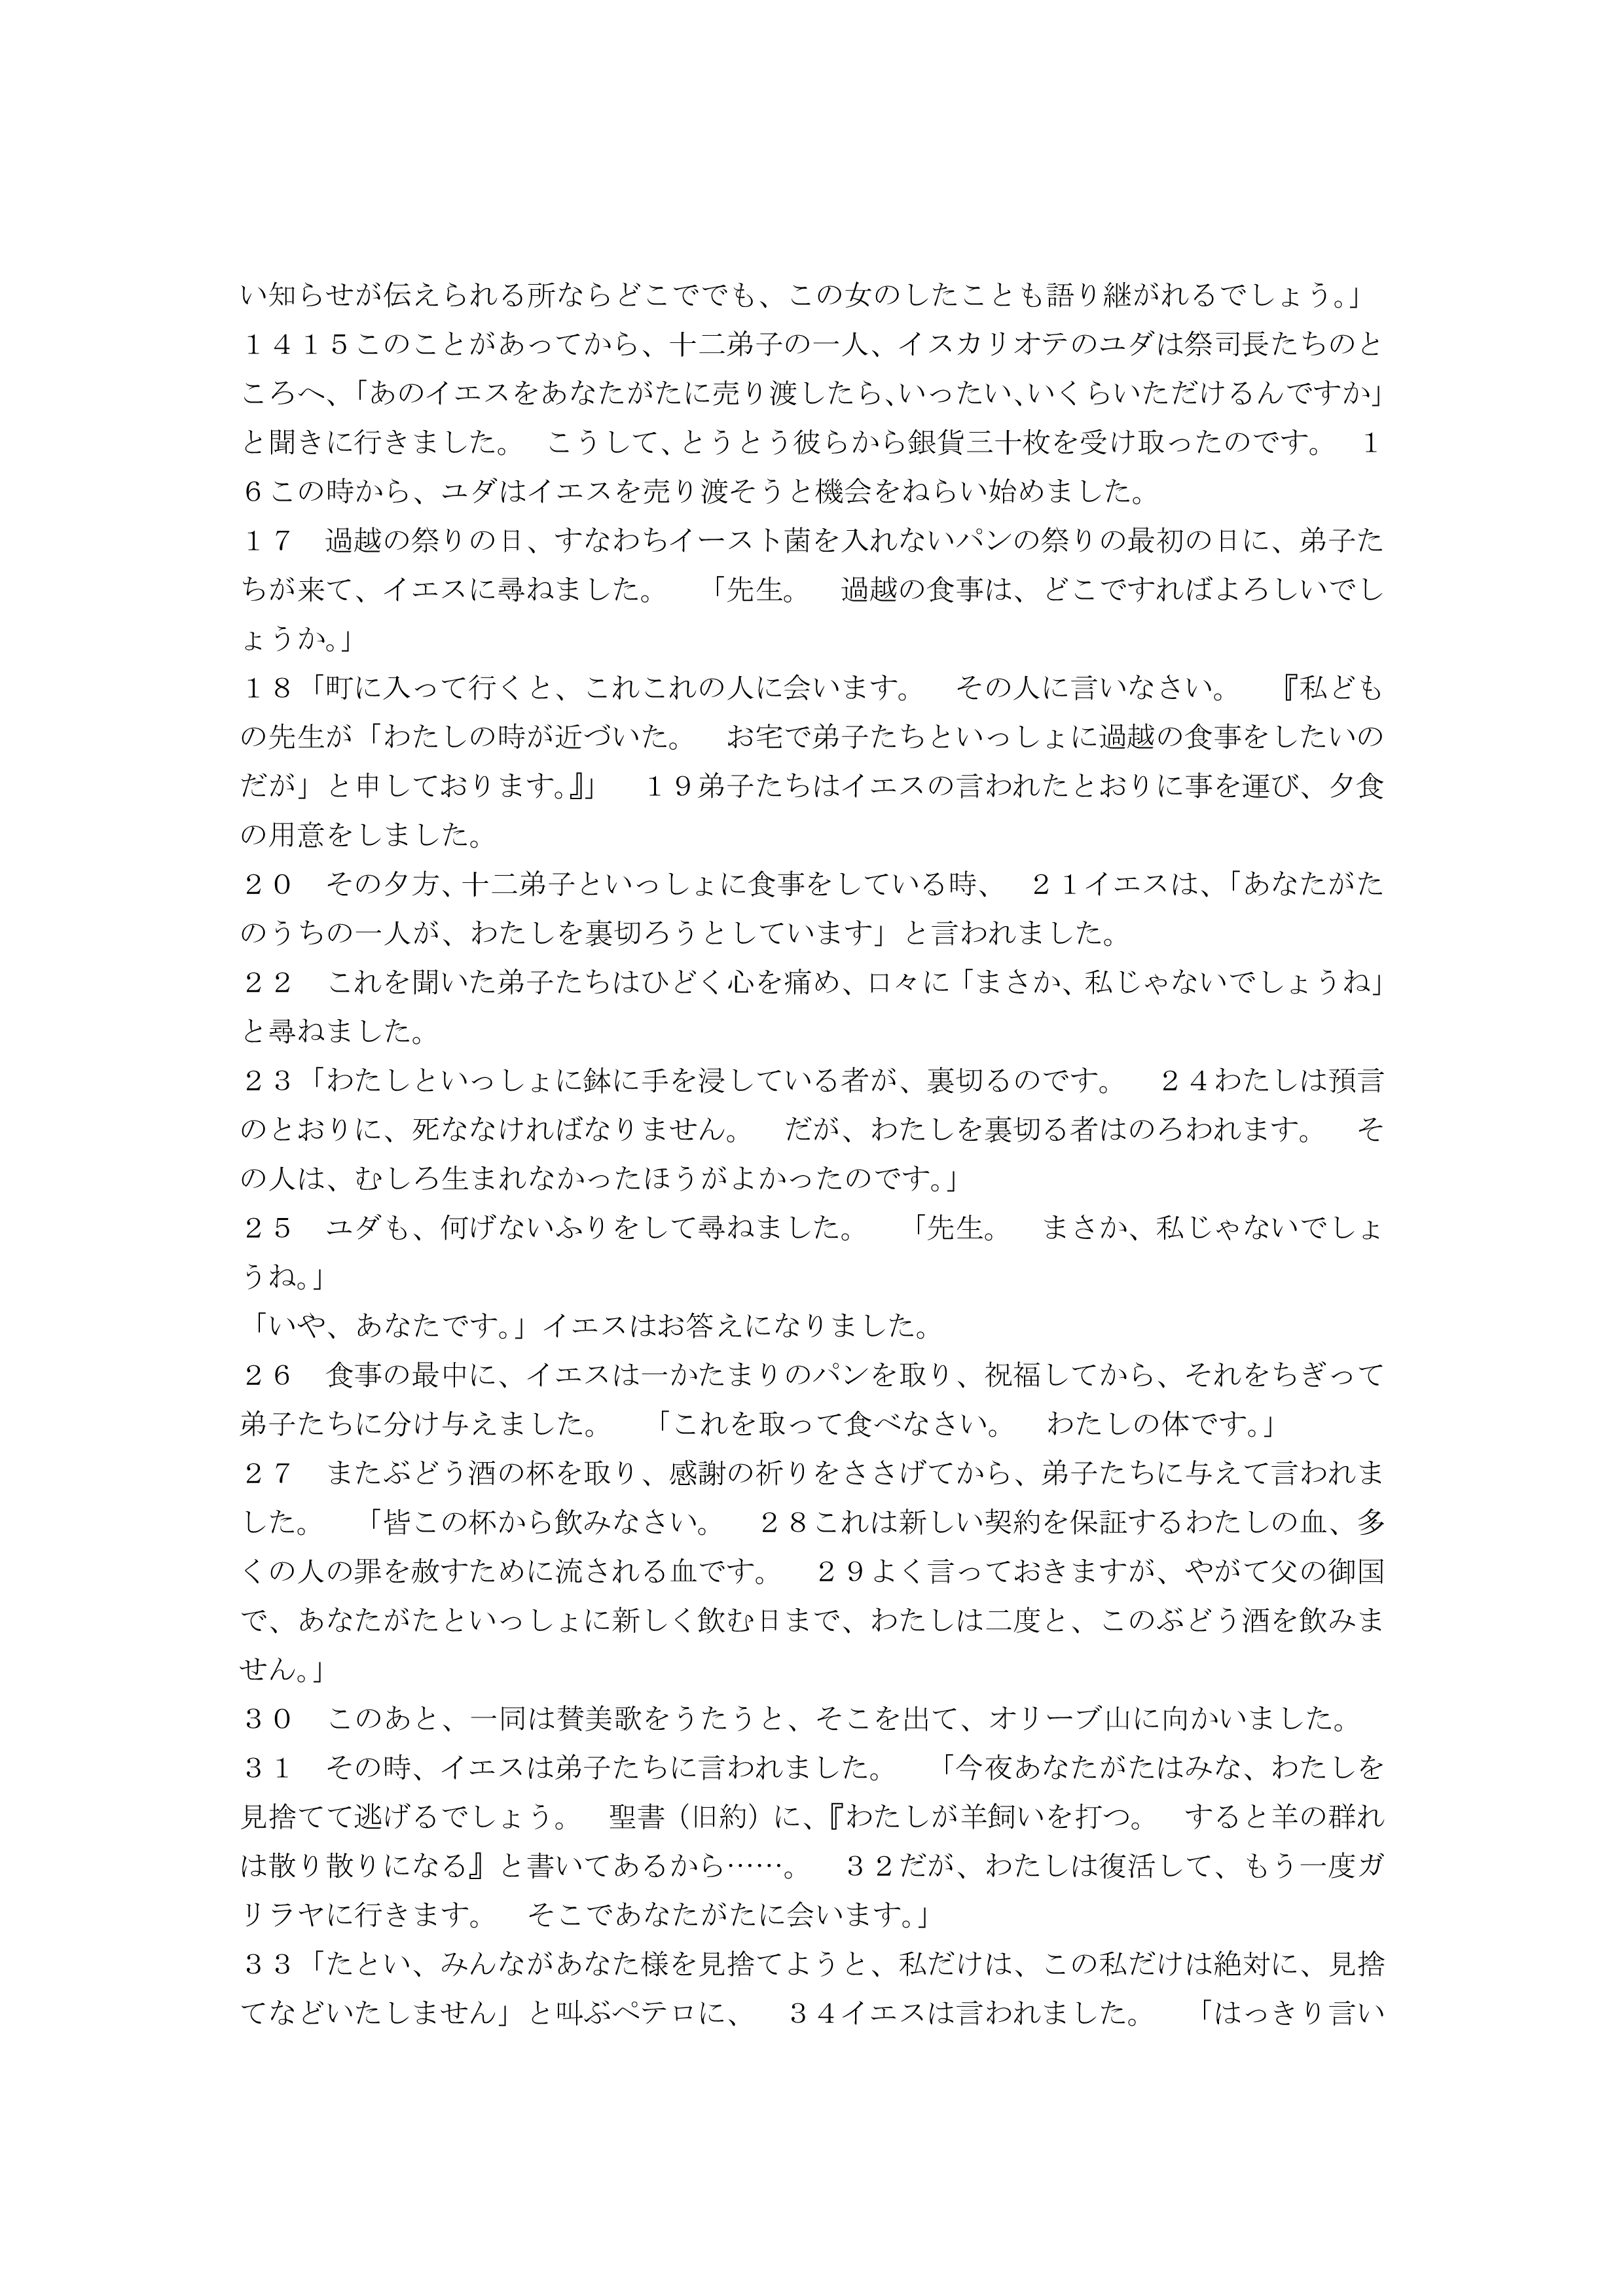 い知らせが伝えられる所ならどこででも、この女のしたことも語り継がれるでしょう。」
１４１５このことがあってから、十二弟子の一人、イスカリオテのユダは祭司長たちのと
ころへ、「あのイエスをあなたがたに売り渡したら、いったい、いくらいただけるんですか」
と聞きに行きました。　こうして、とうとう彼らから銀貨三十枚を受け取ったのです。　１
６この時から、ユダはイエスを売り渡そうと機会をねらい始めました。
１７　過越の祭りの日、すなわちイースト菌を入れないパンの祭りの最初の日に、弟子た
ちが来て、イエスに尋ねました。　「先生。　過越の食事は、どこですればよろしいでし
ょうか。」
１８「町に入って行くと、これこれの人に会います。　その人に言いなさい。　『私ども
の先生が「わたしの時が近づいた。　お宅で弟子たちといっしょに過越の食事をしたいの
だが」と申しております。』」　１９弟子たちはイエスの言われたとおりに事を運び、夕食
の用意をしました。
２０　その夕方、十二弟子といっしょに食事をしている時、　２１イエスは、「あなたがた
のうちの一人が、わたしを裏切ろうとしています」と言われました。
２２　これを聞いた弟子たちはひどく心を痛め、口々に「まさか、私じゃないでしょうね」
と尋ねました。
２３「わたしといっしょに鉢に手を浸している者が、裏切るのです。　２４わたしは預言
のとおりに、死ななければなりません。　だが、わたしを裏切る者はのろわれます。　そ
の人は、むしろ生まれなかったほうがよかったのです。」
２５　ユダも、何げないふりをして尋ねました。　「先生。　まさか、私じゃないでしょ
うね。」
「いや、あなたです。」イエスはお答えになりました。
２６　食事の最中に、イエスは一かたまりのパンを取り、祝福してから、それをちぎって
弟子たちに分け与えました。　「これを取って食べなさい。　わたしの体です。」
２７　またぶどう酒の杯を取り、感謝の祈りをささげてから、弟子たちに与えて言われま
した。　「皆この杯から飲みなさい。　２８これは新しい契約を保証するわたしの血、多
くの人の罪を赦すために流される血です。　２９よく言っておきますが、やがて父の御国
で、あなたがたといっしょに新しく飲む日まで、わたしは二度と、このぶどう酒を飲みま
せん。」
３０　このあと、一同は賛美歌をうたうと、そこを出て、オリーブ山に向かいました。
３１　その時、イエスは弟子たちに言われました。　「今夜あなたがたはみな、わたしを
見捨てて逃げるでしょう。　聖書（旧約）に、『わたしが羊飼いを打つ。　すると羊の群れ
は散り散りになる』と書いてあるから……。　３２だが、わたしは復活して、もう一度ガ
リラヤに行きます。　そこであなたがたに会います。」
３３「たとい、みんながあなた様を見捨てようと、私だけは、この私だけは絶対に、見捨
てなどいたしません」と叫ぶペテロに、　３４イエスは言われました。　「はっきり言い